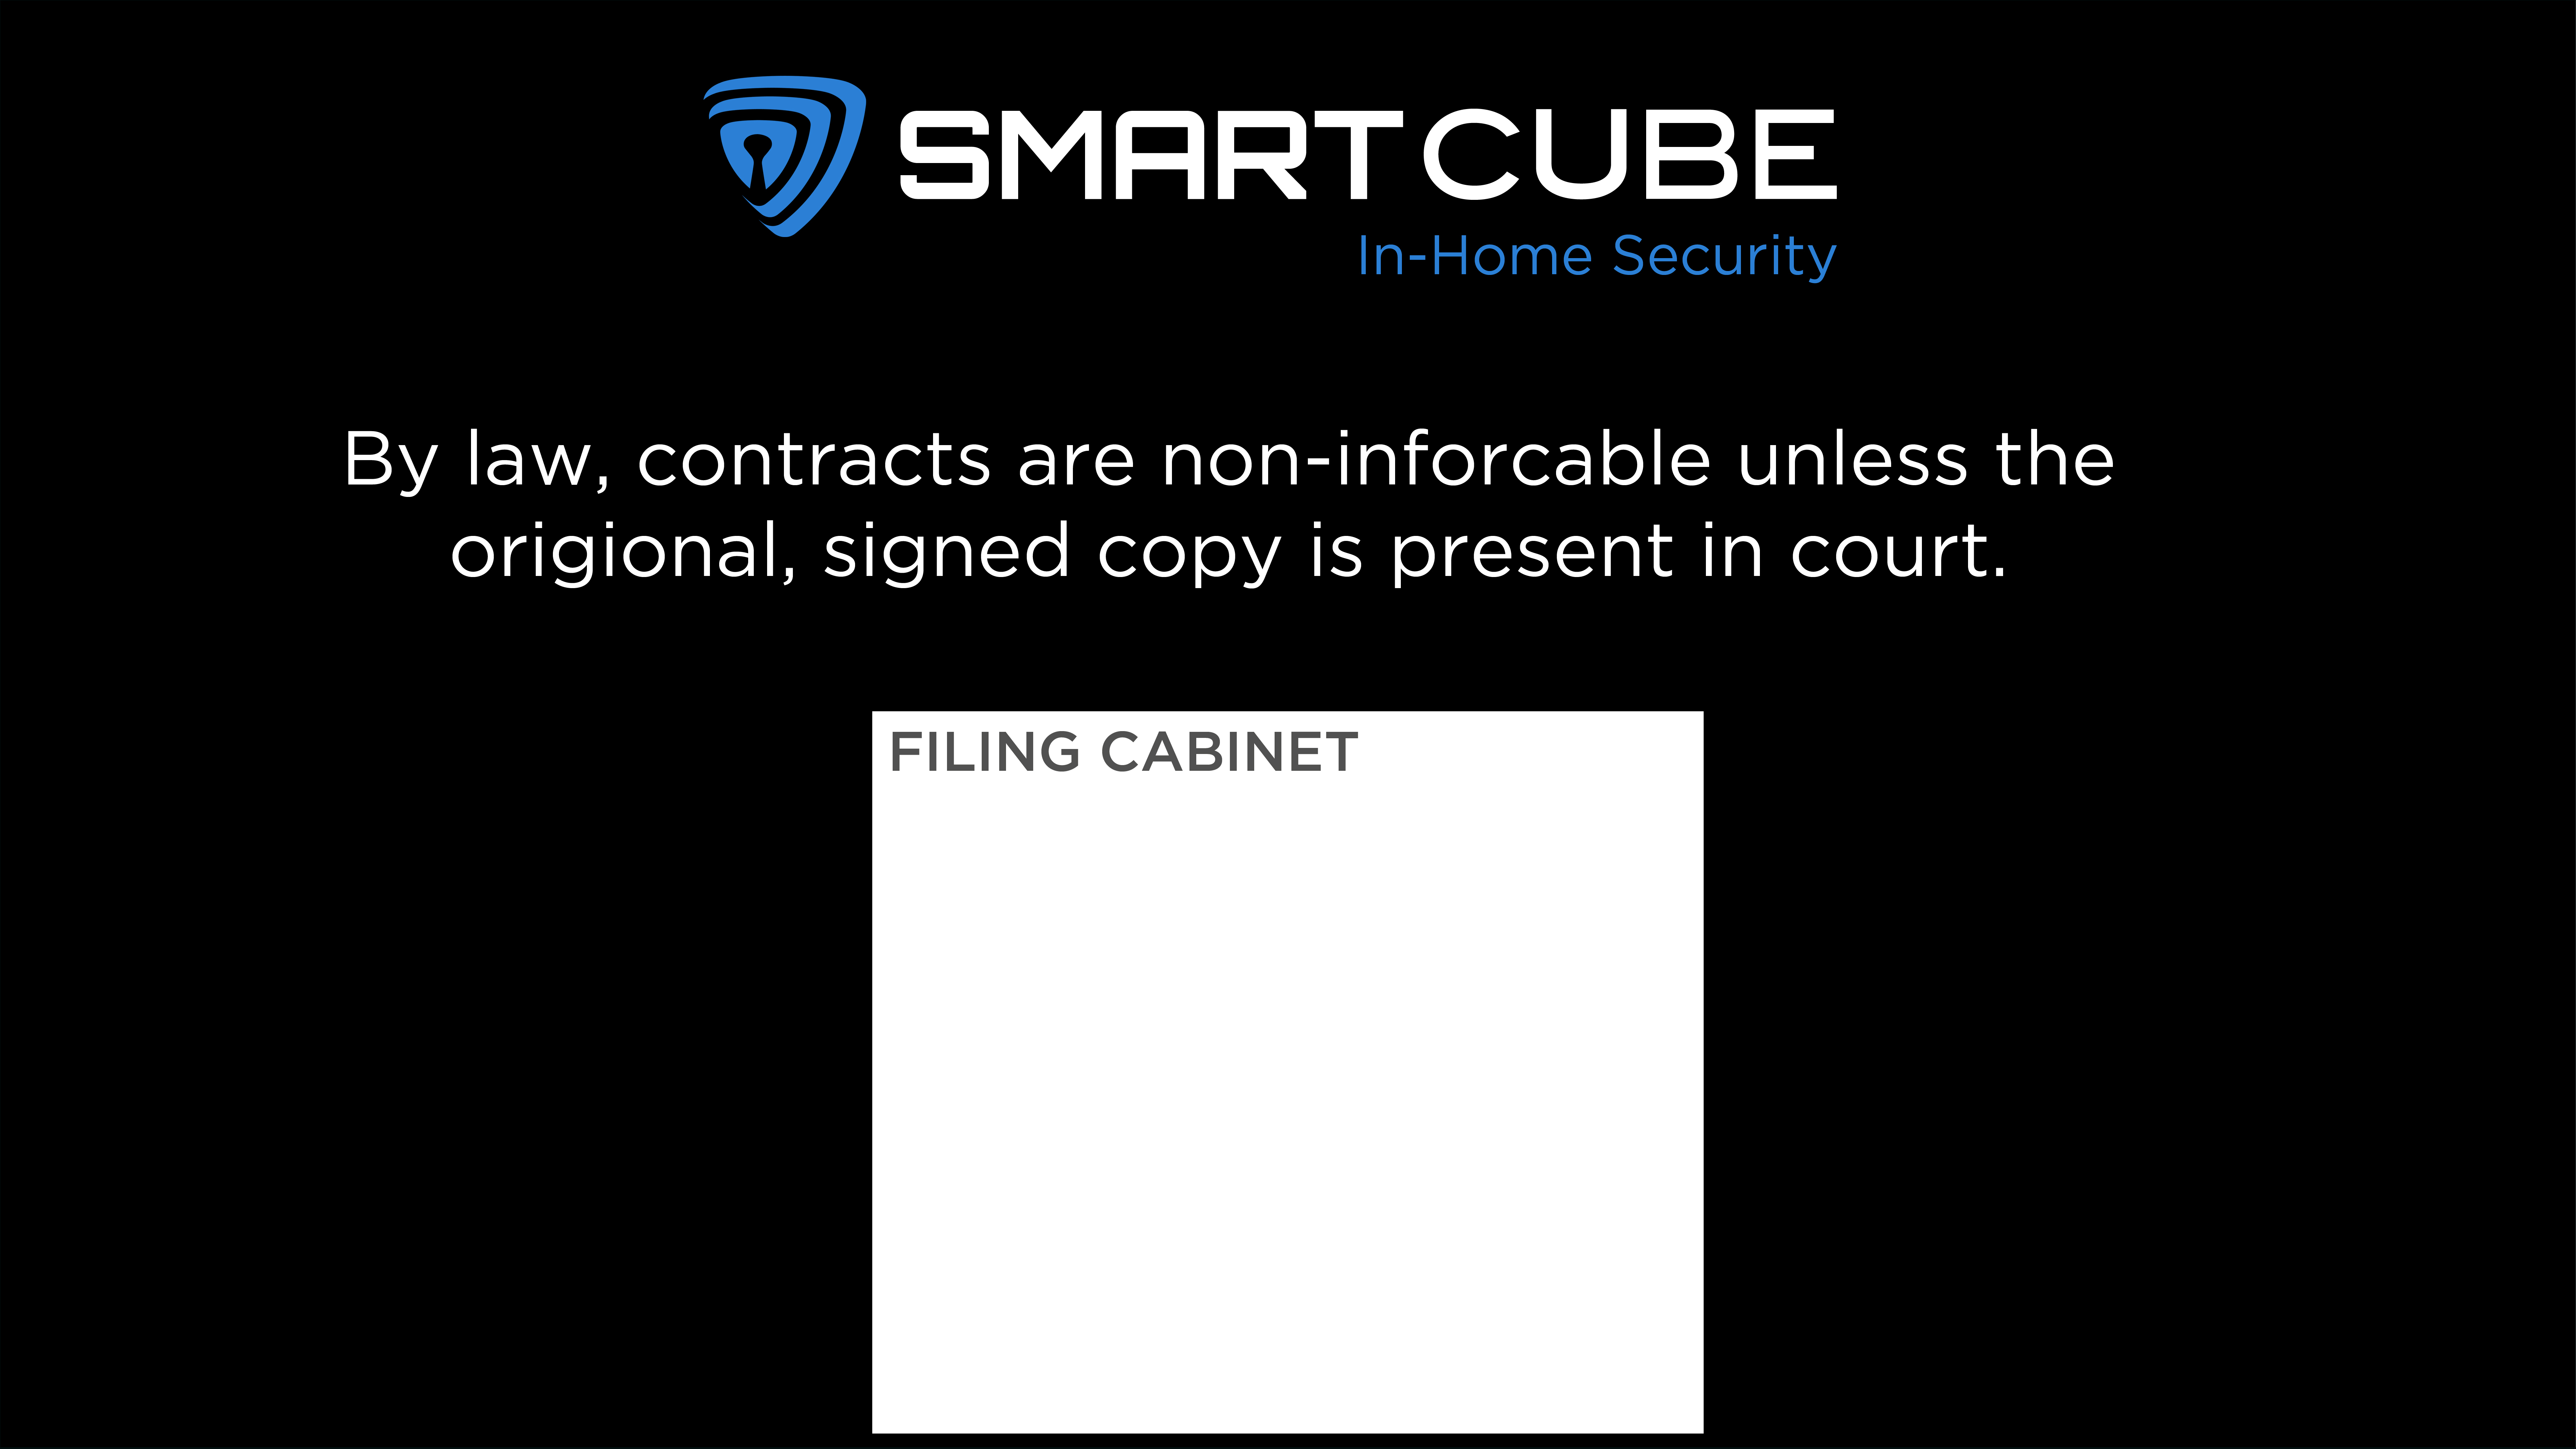 SMARTCUBE
In-Home Security
By law, contracts are non-inforcable unless the
origional, signed copy is present in court.
FILING CABINET